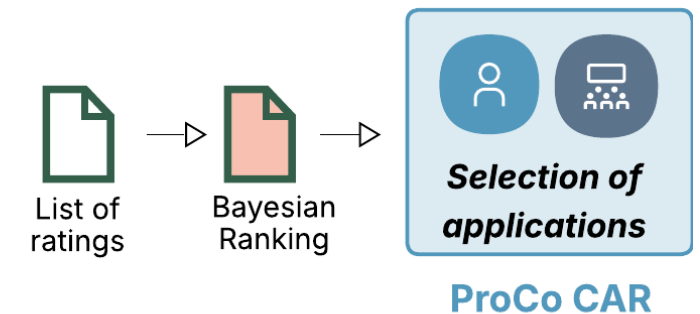 List of
ratings
Bayesian
Ranking
Selection of
applications
ProCo CAR